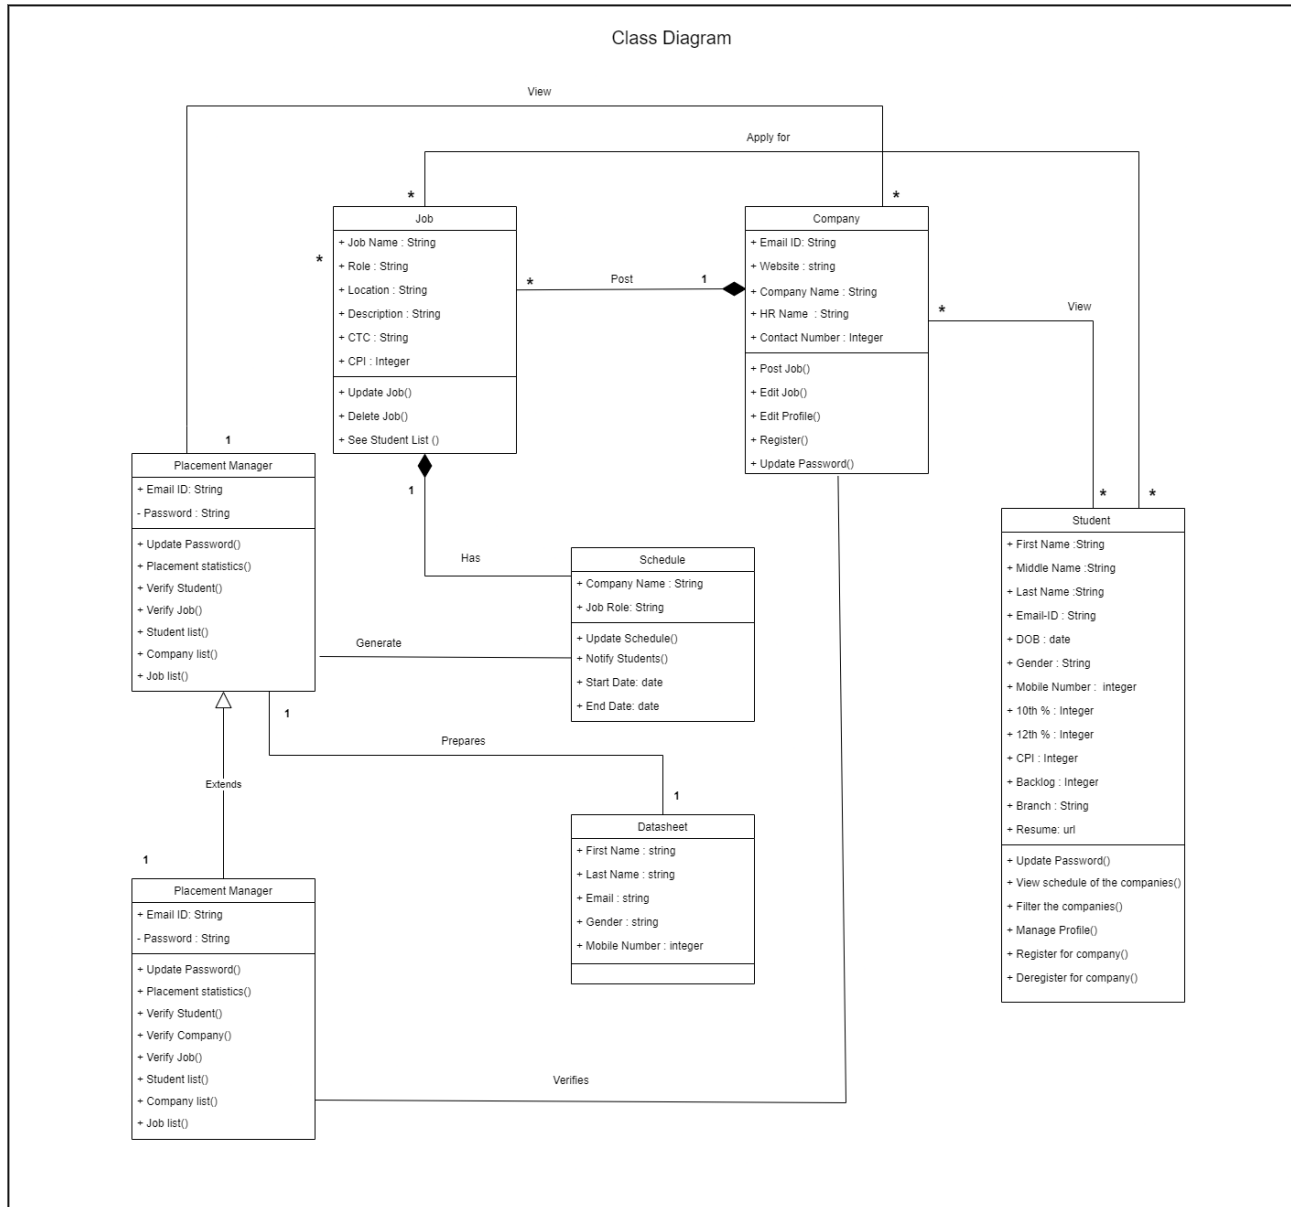 Class Diagram
View
Apply for
*
*
Job
+ Job Name : String
+ Role : String
+ Location : String
+ Description : String
+ CTC : String
+ CPI : Integer
+ Update Job()
+ Delete Job()
+ See Student List ()
*
*
Post
1
Company
+ Email ID: String
+ Website : string
+ Company Name : String
+ HR Name  : String
+ Contact Number : Integer
+ Post Job()
+ Edit Job()
+ Edit Profile()
+ Register()
+ Update Password()
*
View
*
*
1
Placement Manager
+ Email ID: String
- Password : String
+ Update Password()
+ Placement statistics()
+ Verify Student()
+ Verify Job()
+ Student list()
+ Company list()
+ Job list()
1
Has
Generate
Schedule
+ Company Name : String
+ Job Role: String
+ Update Schedule()
+ Notify Students()
+ Start Date: date
+ End Date: date
Student
+ First Name :String
+ Middle Name :String
+ Last Name :String
+ Email-ID : String
+ DOB : date
+ Gender : String
+ Mobile Number :  integer
+ 10th % : Integer
+ 12th % : Integer
+ CPI : Integer
+ Backlog : Integer
+ Branch : String
+ Resume: url
+ Update Password()
+ View schedule of the companies()
+ Filter the companies()
+ Manage Profile()
+ Register for company()
+ Deregister for company()
1
Prepares
1
Extends
1
Datasheet
+ First Name : string
+ Last Name : string
+ Email : string
+ Gender : string
+ Mobile Number : integer
Placement Manager
+ Email ID: String
- Password : String
+ Update Password()
+ Placement statistics()
+ Verify Student()
+ Verify Company()
+ Verify Job()
+ Student list()
+ Company list()
+ Job list()
Verifies